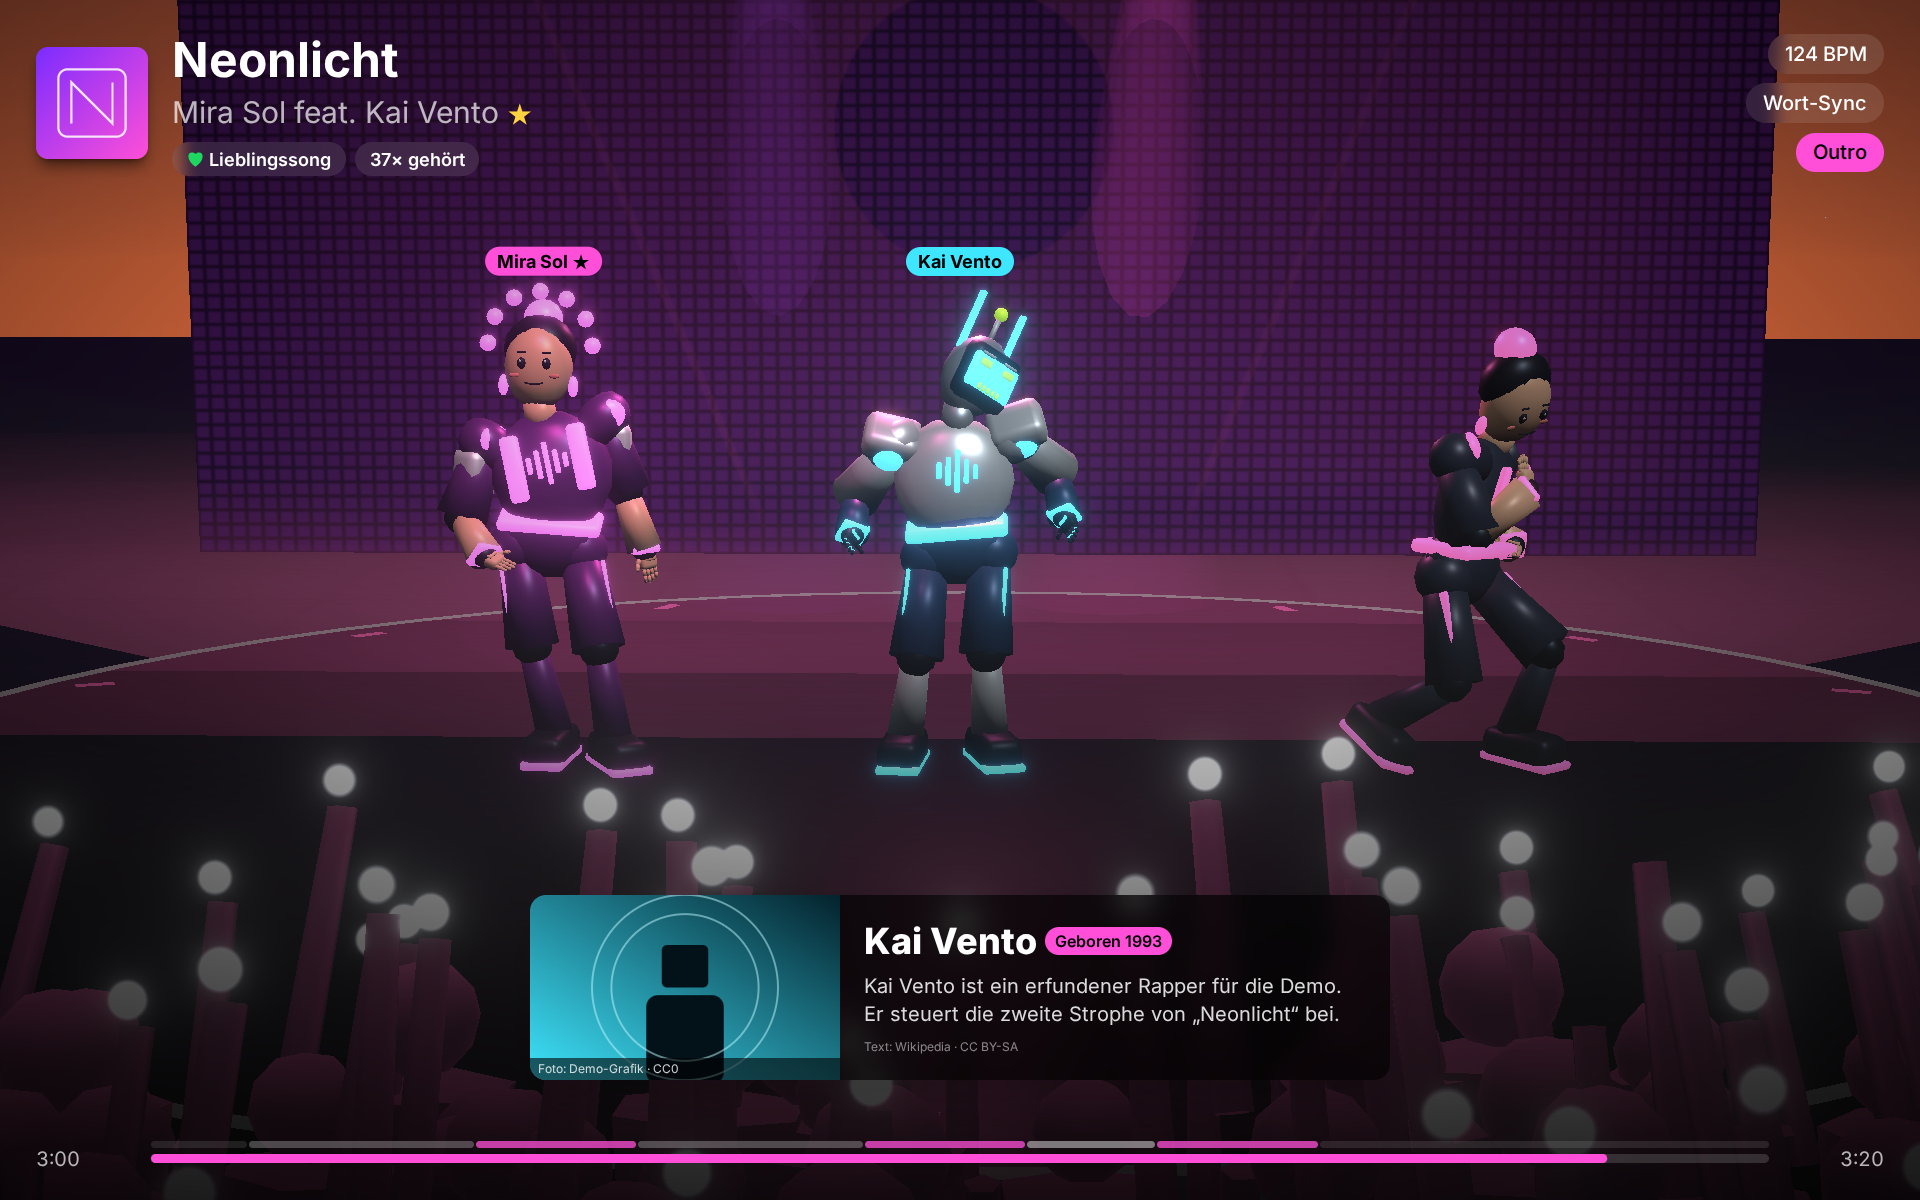 N
Neonlicht
Mira Sol feat. Kai Vento ★
Lieblingssong
37× gehört
124 BPM
Wort-Sync
Outro
Mira Sol ★
Kai Vento
Kai Vento
Geboren 1993
Kai Vento ist ein erfundener Rapper für die Demo.
Er steuert die zweite Strophe von „Neonlicht“ bei.
Text: Wikipedia · CC BY-SA
Foto: Demo-Grafik · CC0
3:00
3:20